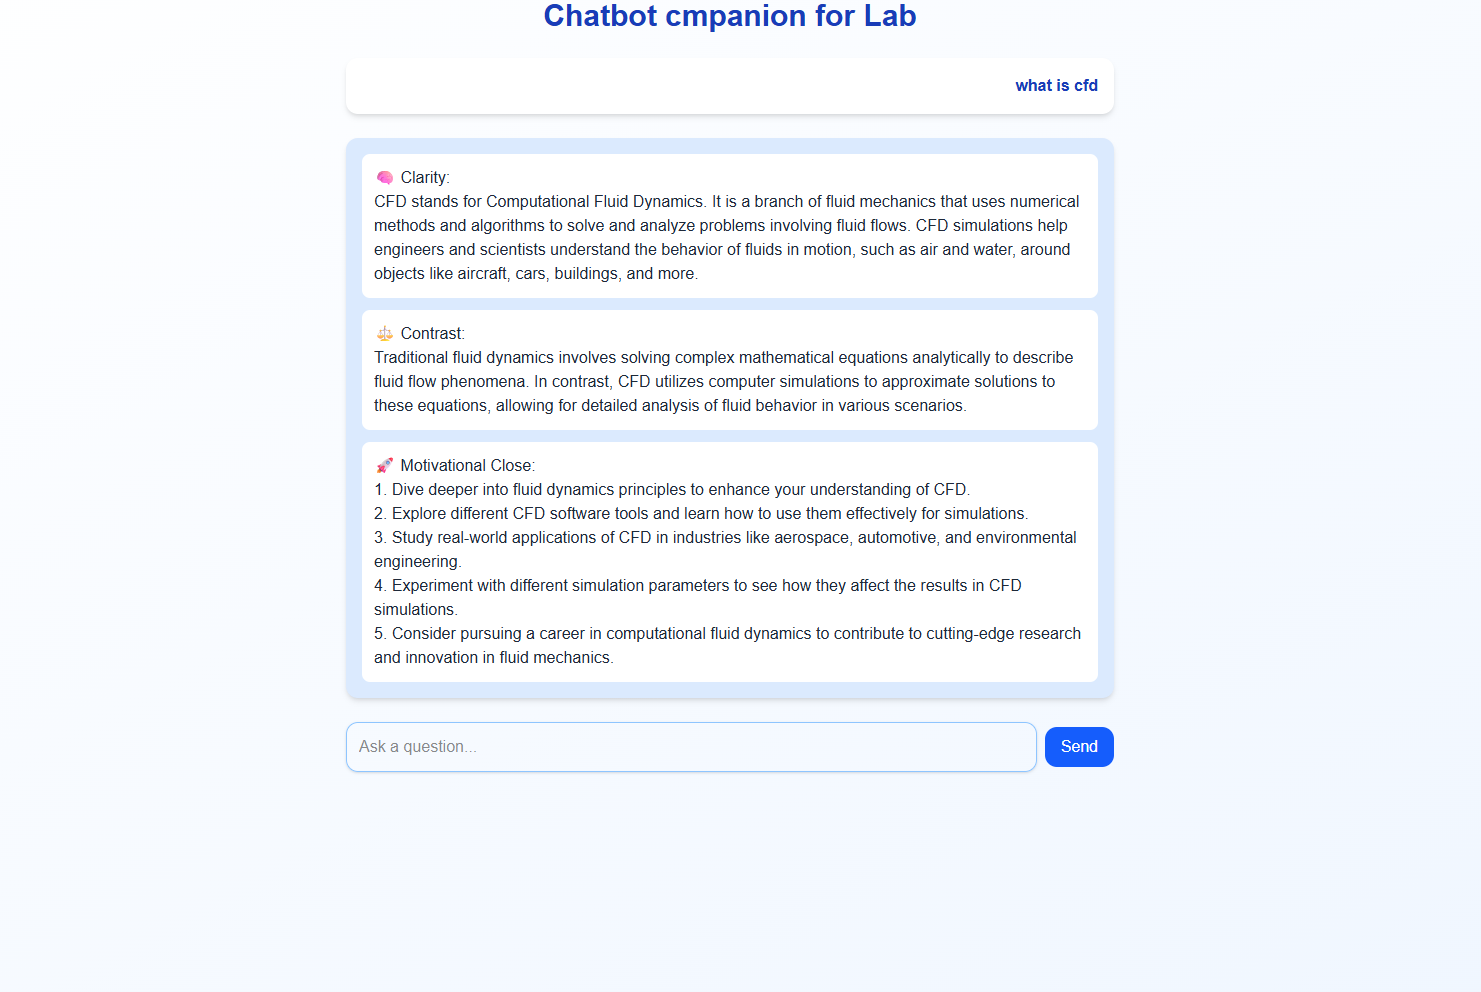 Chatbot cmpanion for Lab
what is cfd
🧠 Clarity:
CFD stands for Computational Fluid Dynamics. It is a branch of fluid mechanics that uses numerical
methods and algorithms to solve and analyze problems involving fluid flows. CFD simulations help
engineers and scientists understand the behavior of fluids in motion, such as air and water, around
objects like aircraft, cars, buildings, and more.
⚖️ Contrast:
Traditional fluid dynamics involves solving complex mathematical equations analytically to describe
fluid flow phenomena. In contrast, CFD utilizes computer simulations to approximate solutions to
these equations, allowing for detailed analysis of fluid behavior in various scenarios.
🚀 Motivational Close:
1. Dive deeper into fluid dynamics principles to enhance your understanding of CFD.
2. Explore different CFD software tools and learn how to use them effectively for simulations.
3. Study real-world applications of CFD in industries like aerospace, automotive, and environmental
engineering.
4. Experiment with different simulation parameters to see how they affect the results in CFD
simulations.
5. Consider pursuing a career in computational fluid dynamics to contribute to cutting-edge research
and innovation in fluid mechanics.
Ask a question...
Send